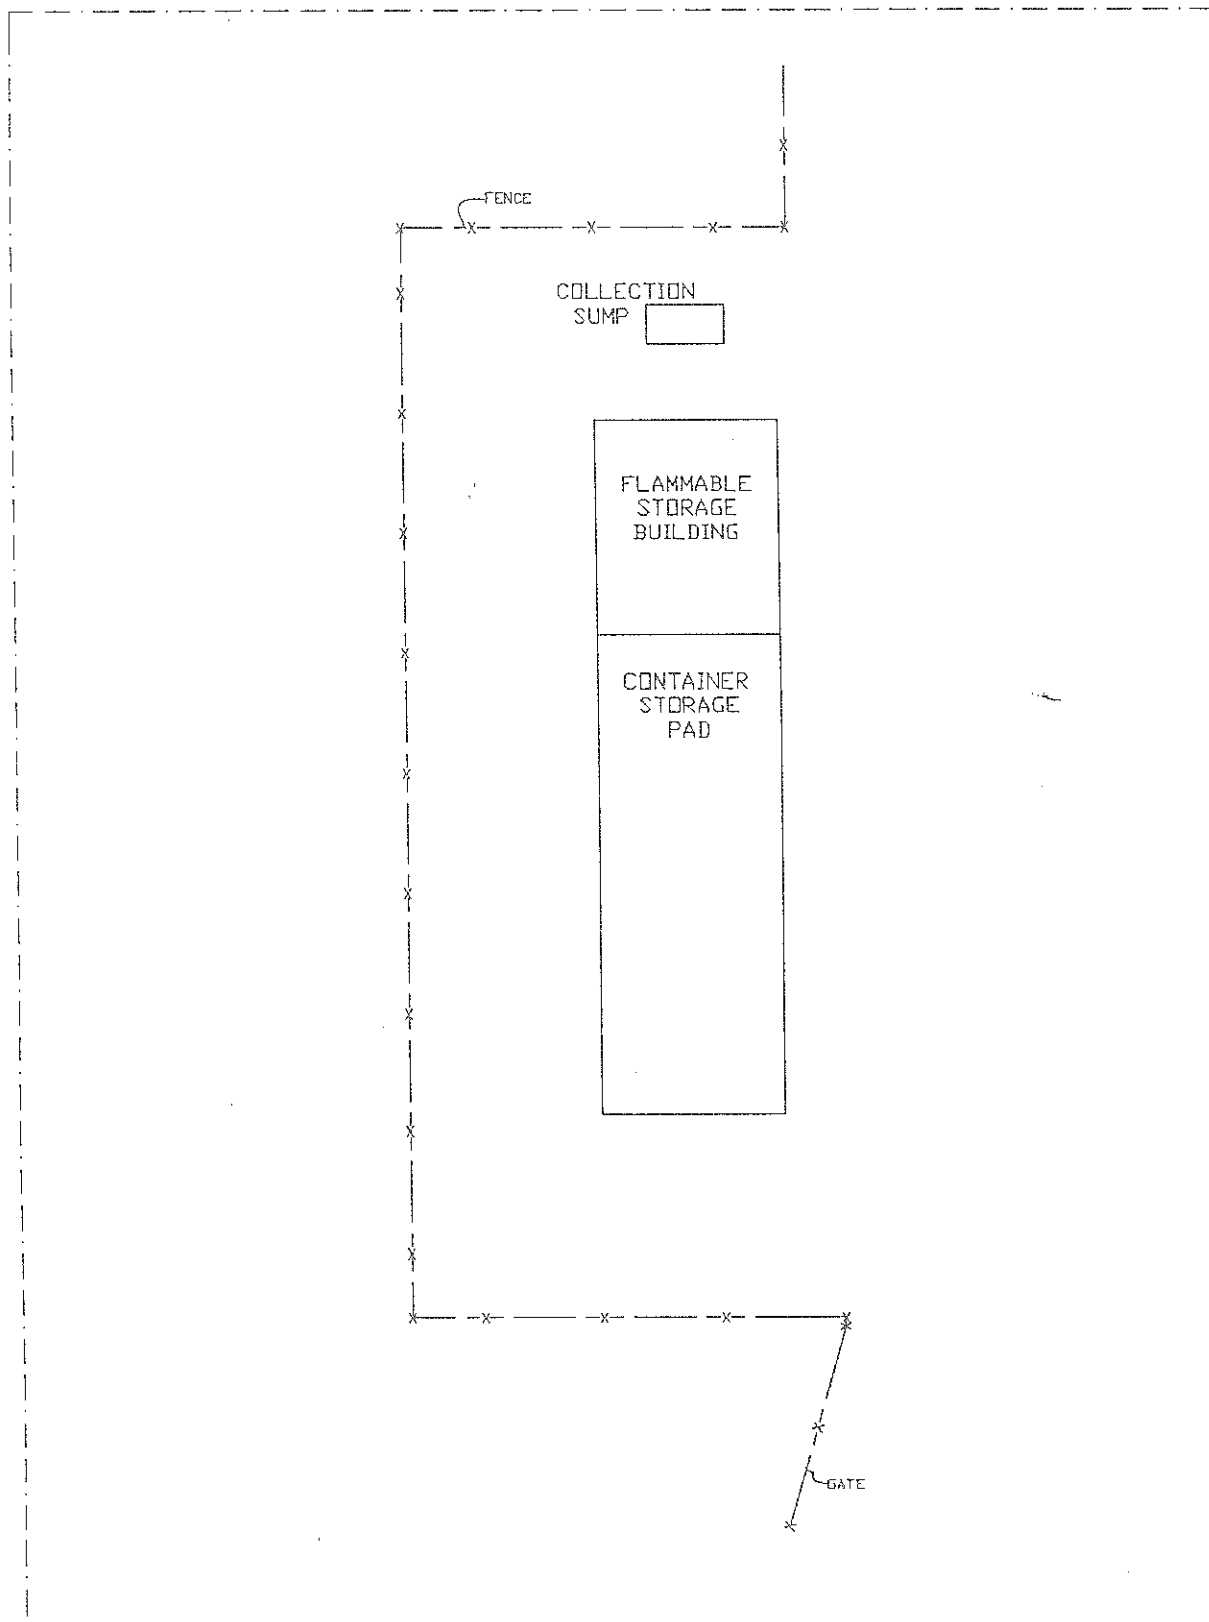 FENCE
COLLECTION
SUMP
FLAMMABLE
STORAGE
BUILDING
CONTAINER
STORAGE
PAD
GATE